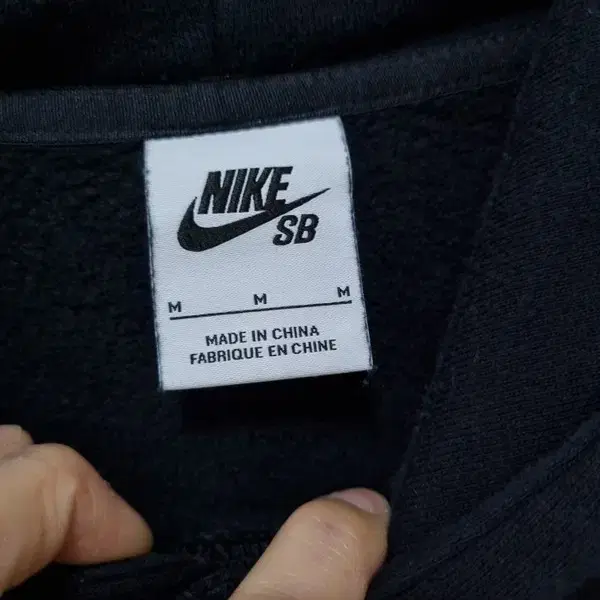 NIKE
SB
M M M
MADE IN CHINA
FABRIQUE EN CHINE